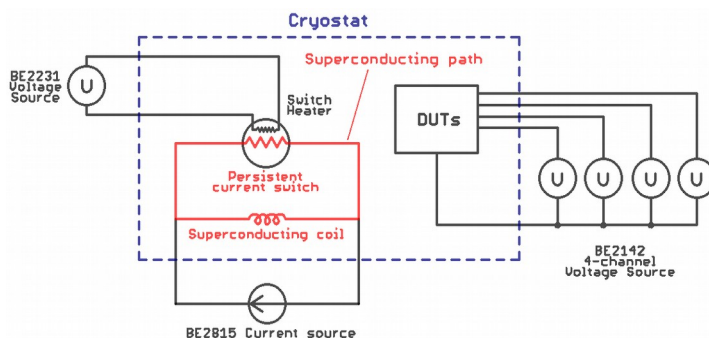 Cryostat
BE2231
Voltage
Source
U
Superconducting path
Switch
Heater
DUTs
Persistent
current switch
U
U
U
U
Superconducting coil
BE2142
4-channel
Voltage Source
BE2815 Current source